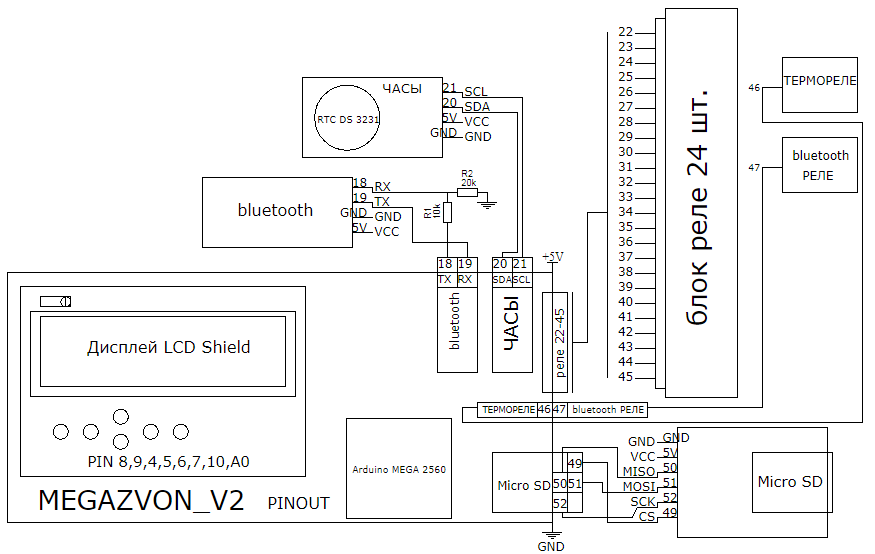 22
23
24
25
26
27
28
29
30
31
32
33
34
35
36
37
38
39
40
41
42
43
44
45
блок реле 24 шт.
46
ТЕРМОРЕЛЕ
47
bluetooth
РЕЛЕ
ЧАСЫ
RTC DS 3231
21 SCL
20 SDA
5V VCC
GND GND
bluetooth
18 RX
19 TX
GND GND
5V VCC
R2
20k
R1
10k
18 19
TX RX
bluetooth
20 21
SDA SCL
ЧАСЫ
+5V
реле 22-45
ТЕРМОРЕЛЕ 46 47 bluetooth РЕЛЕ
Дисплей LCD Shield
PIN 8,9,4,5,6,7,10,A0
MEGAZVON_V2 PINOUT
Arduino MEGA 2560
Micro SD
49
50 51
52
GND
GND GND
VCC 5V
MISO 50
MOSI 51
SCK 52
CS 49
Micro SD